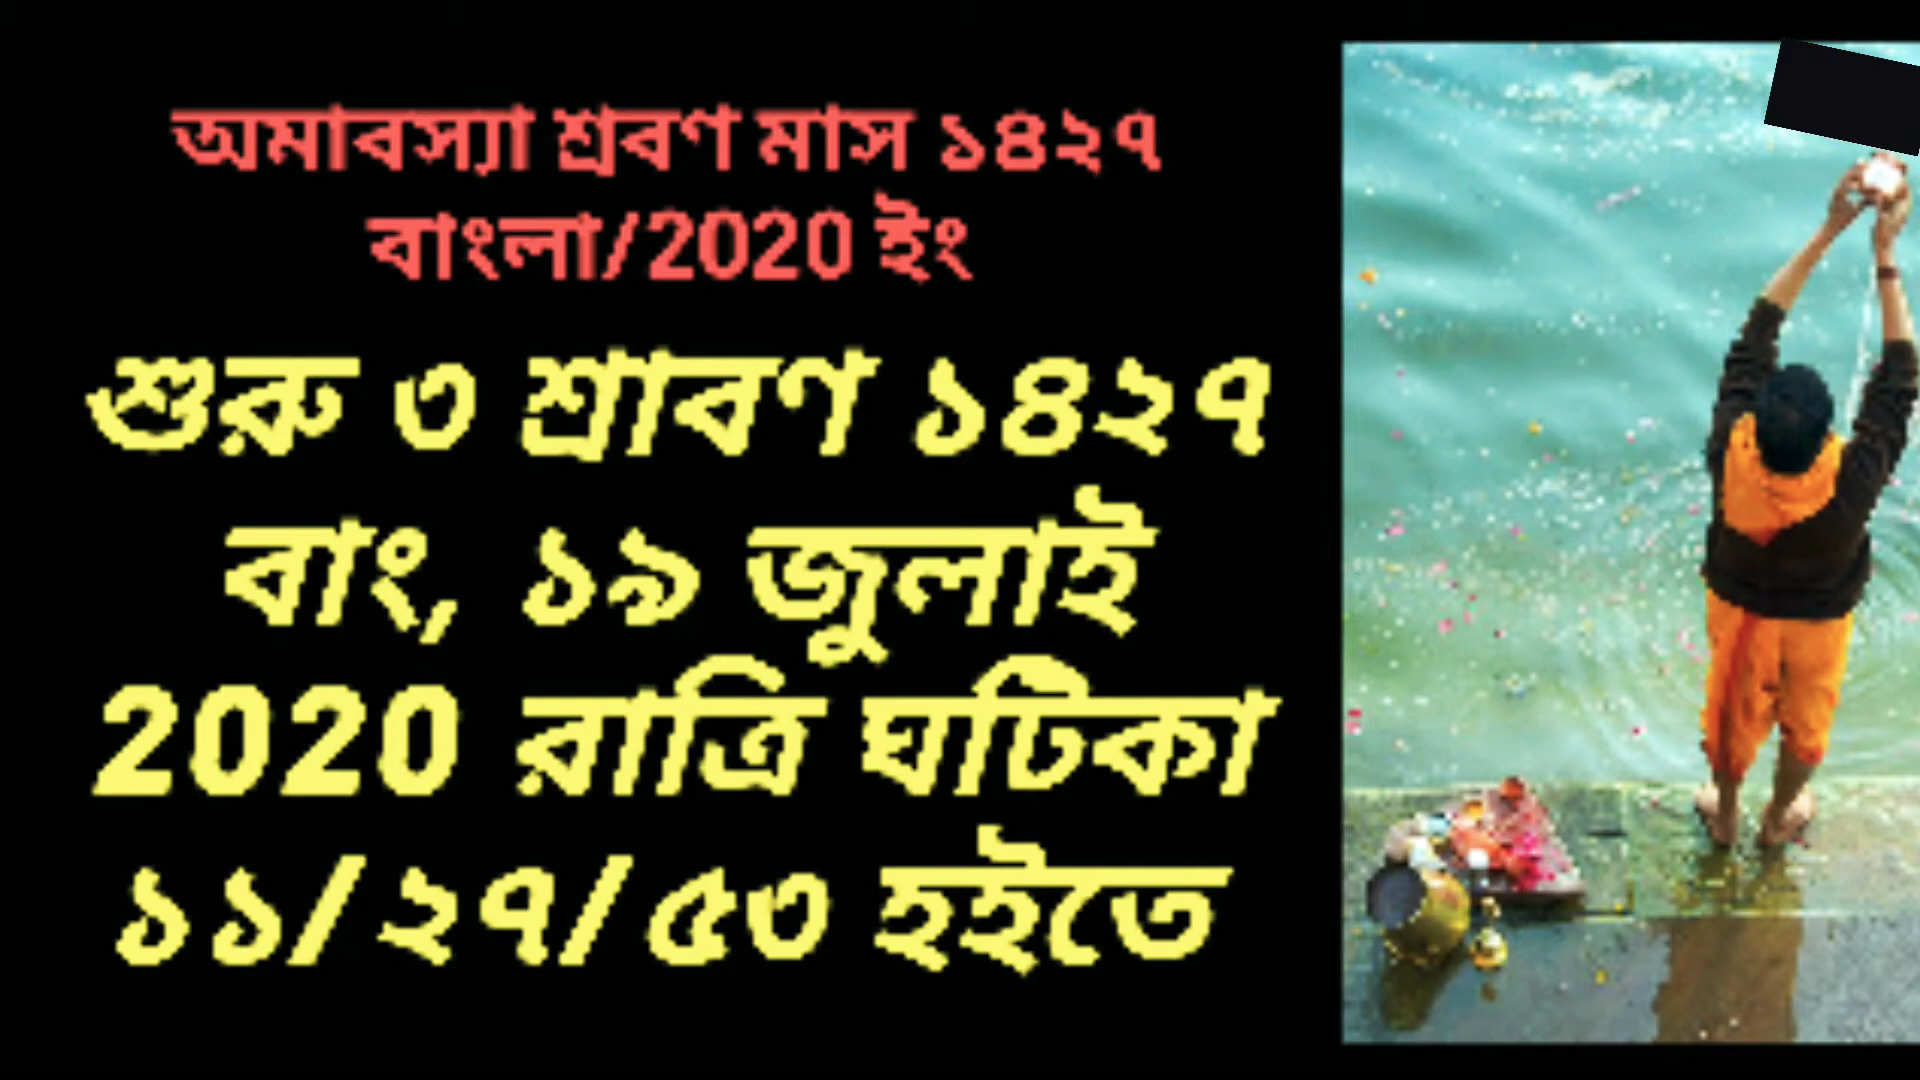 অমাবস্যা শ্রবণ মাস ১৪২৭
বাংলা/2020 ইং
শুরু ৩ শ্রাবণ ১৪২৭
বাং, ১৯ জুলাই
2020 রাত্রি ঘটিকা
১১/২৭/৫৩ হইতে